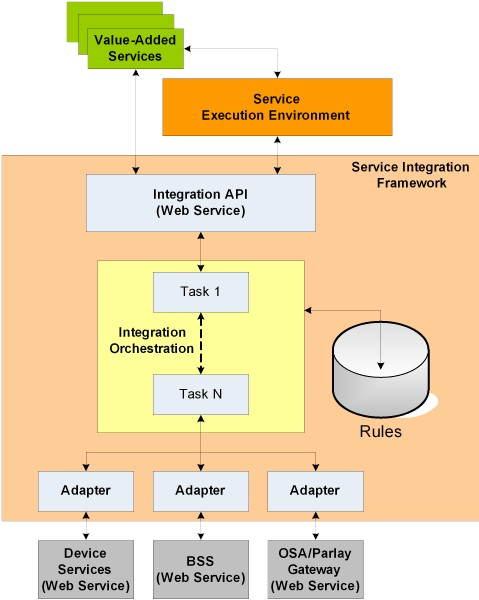 Value-Added
Services
Service
Execution Environment
Service Integration
Framework
Integration API
(Web Service)
Task 1
Integration
Orchestration
Task N
Rules
Adapter
Adapter
Adapter
Device
Services
(Web Service)
BSS
(Web Service)
OSA/Parlay
Gateway
(Web Service)